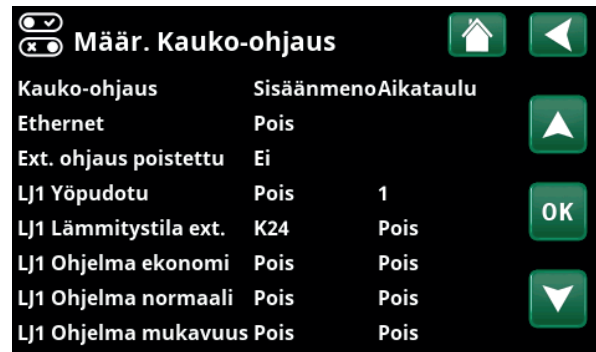 Määr. Kauko-ohjaus
Kauko-ohjaus Sisäänmeno Aikataulu
Ethernet Pois
Ext. ohjaus poistettu Ei
LJ1 Yöpudotu Pois 1
OK
LJ1 Lämmitystila ext. K24 Pois
LJ1 Ohjelma ekonomi Pois Pois
LJ1 Ohjelma normaali Pois Pois
LJ1 Ohjelma mukavuus Pois Pois